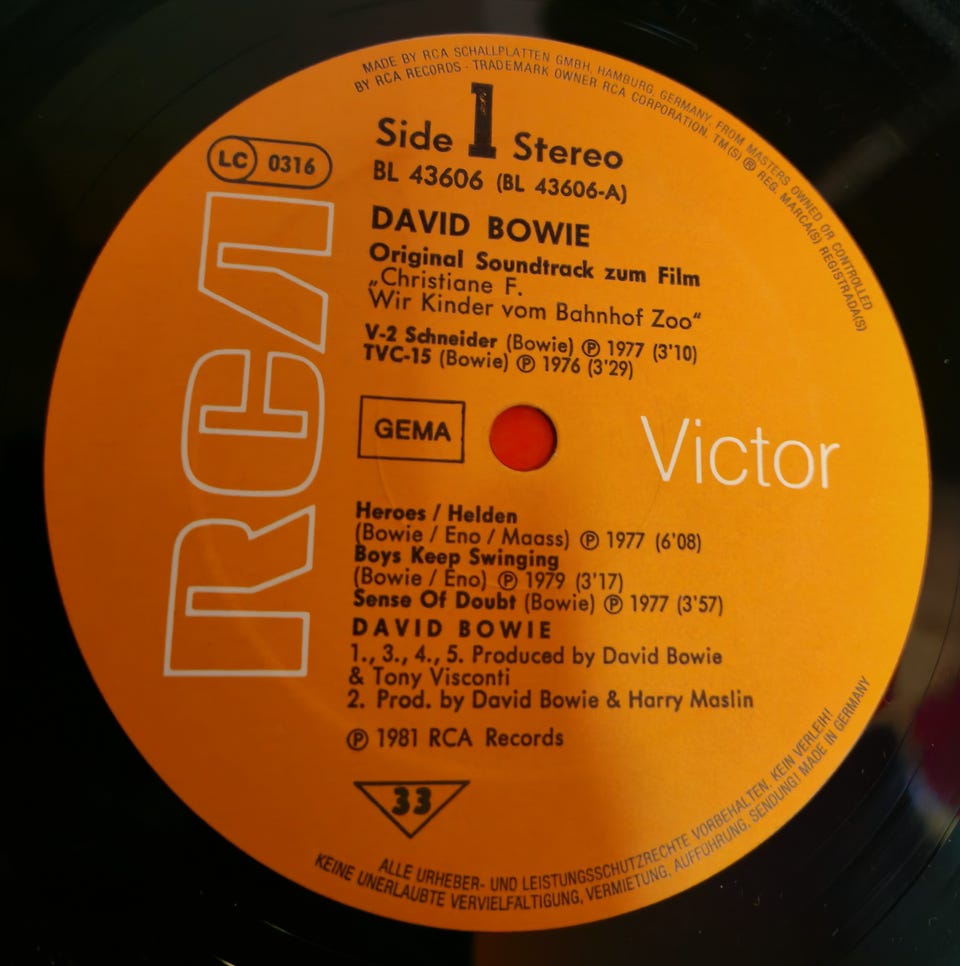 MADE BY RCA SCHALLPLATTEN GMBH, HAMBURG, GERMANY, FROM MASTERS OWNED OR CONTROLLED
BY RCA RECORDS · TRADEMARK OWNER RCA CORPORATION. TM(S) ® REG. MARCA(S) REGISTRADA(S)
Side 1 Stereo
LC 0316
BL 43606 (BL 43606-A)
RCA
DAVID BOWIE
Original Soundtrack zum Film
„Christiane F.
Wir Kinder vom Bahnhof Zoo“
V-2 Schneider (Bowie) ℗ 1977 (3'10)
TVC-15 (Bowie) ℗ 1976 (3'29)
GEMA
Victor
Heroes / Helden
(Bowie / Eno / Maass) ℗ 1977 (6'08)
Boys Keep Swinging
(Bowie / Eno) ℗ 1979 (3'17)
Sense Of Doubt (Bowie) ℗ 1977 (3'57)
DAVID BOWIE
1., 3., 4., 5. Produced by David Bowie
& Tony Visconti
2. Prod. by David Bowie & Harry Maslin
℗ 1981 RCA Records
33
ALLE URHEBER- UND LEISTUNGSSCHUTZRECHTE VORBEHALTEN. KEIN VERLEIH!
KEINE UNERLAUBTE VERVIELFÄLTIGUNG, VERMIETUNG, AUFFÜHRUNG, SENDUNG! MADE IN GERMANY